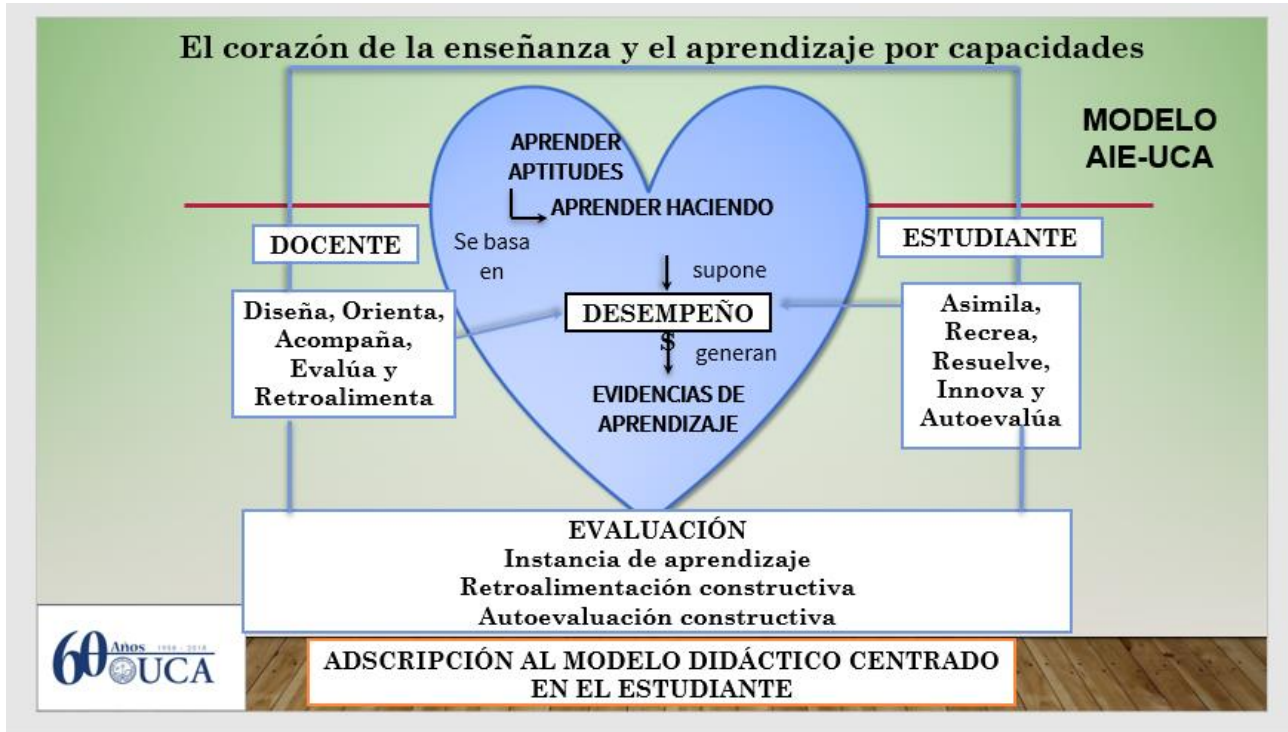 El corazón de la enseñanza y el aprendizaje por capacidades
MODELO
AIE-UCA
APRENDER
APTITUDES
APRENDER HACIENDO
Se basa
en
supone
DESEMPEÑO
$
generan
EVIDENCIAS DE
APRENDIZAJE
DOCENTE
Diseña, Orienta,
Acompaña,
Evalúa y
Retroalimenta
ESTUDIANTE
Asimila,
Recrea,
Resuelve,
Innova y
Autoevalúa
EVALUACIÓN
Instancia de aprendizaje
Retroalimentación constructiva
Autoevaluación constructiva
60 Años 1958 - 2018
UCA
ADSCRIPCIÓN AL MODELO DIDÁCTICO CENTRADO
EN EL ESTUDIANTE